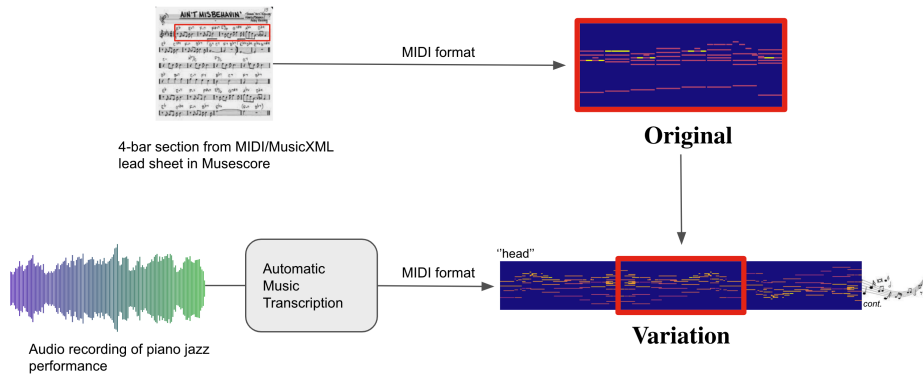 AIN'T MISBEHAVIN'
MIDI format
Original
4-bar section from MIDI/MusicXML
lead sheet in Musescore
"head"
Automatic
Music
Transcription
MIDI format
cont.
Variation
Audio recording of piano jazz
performance